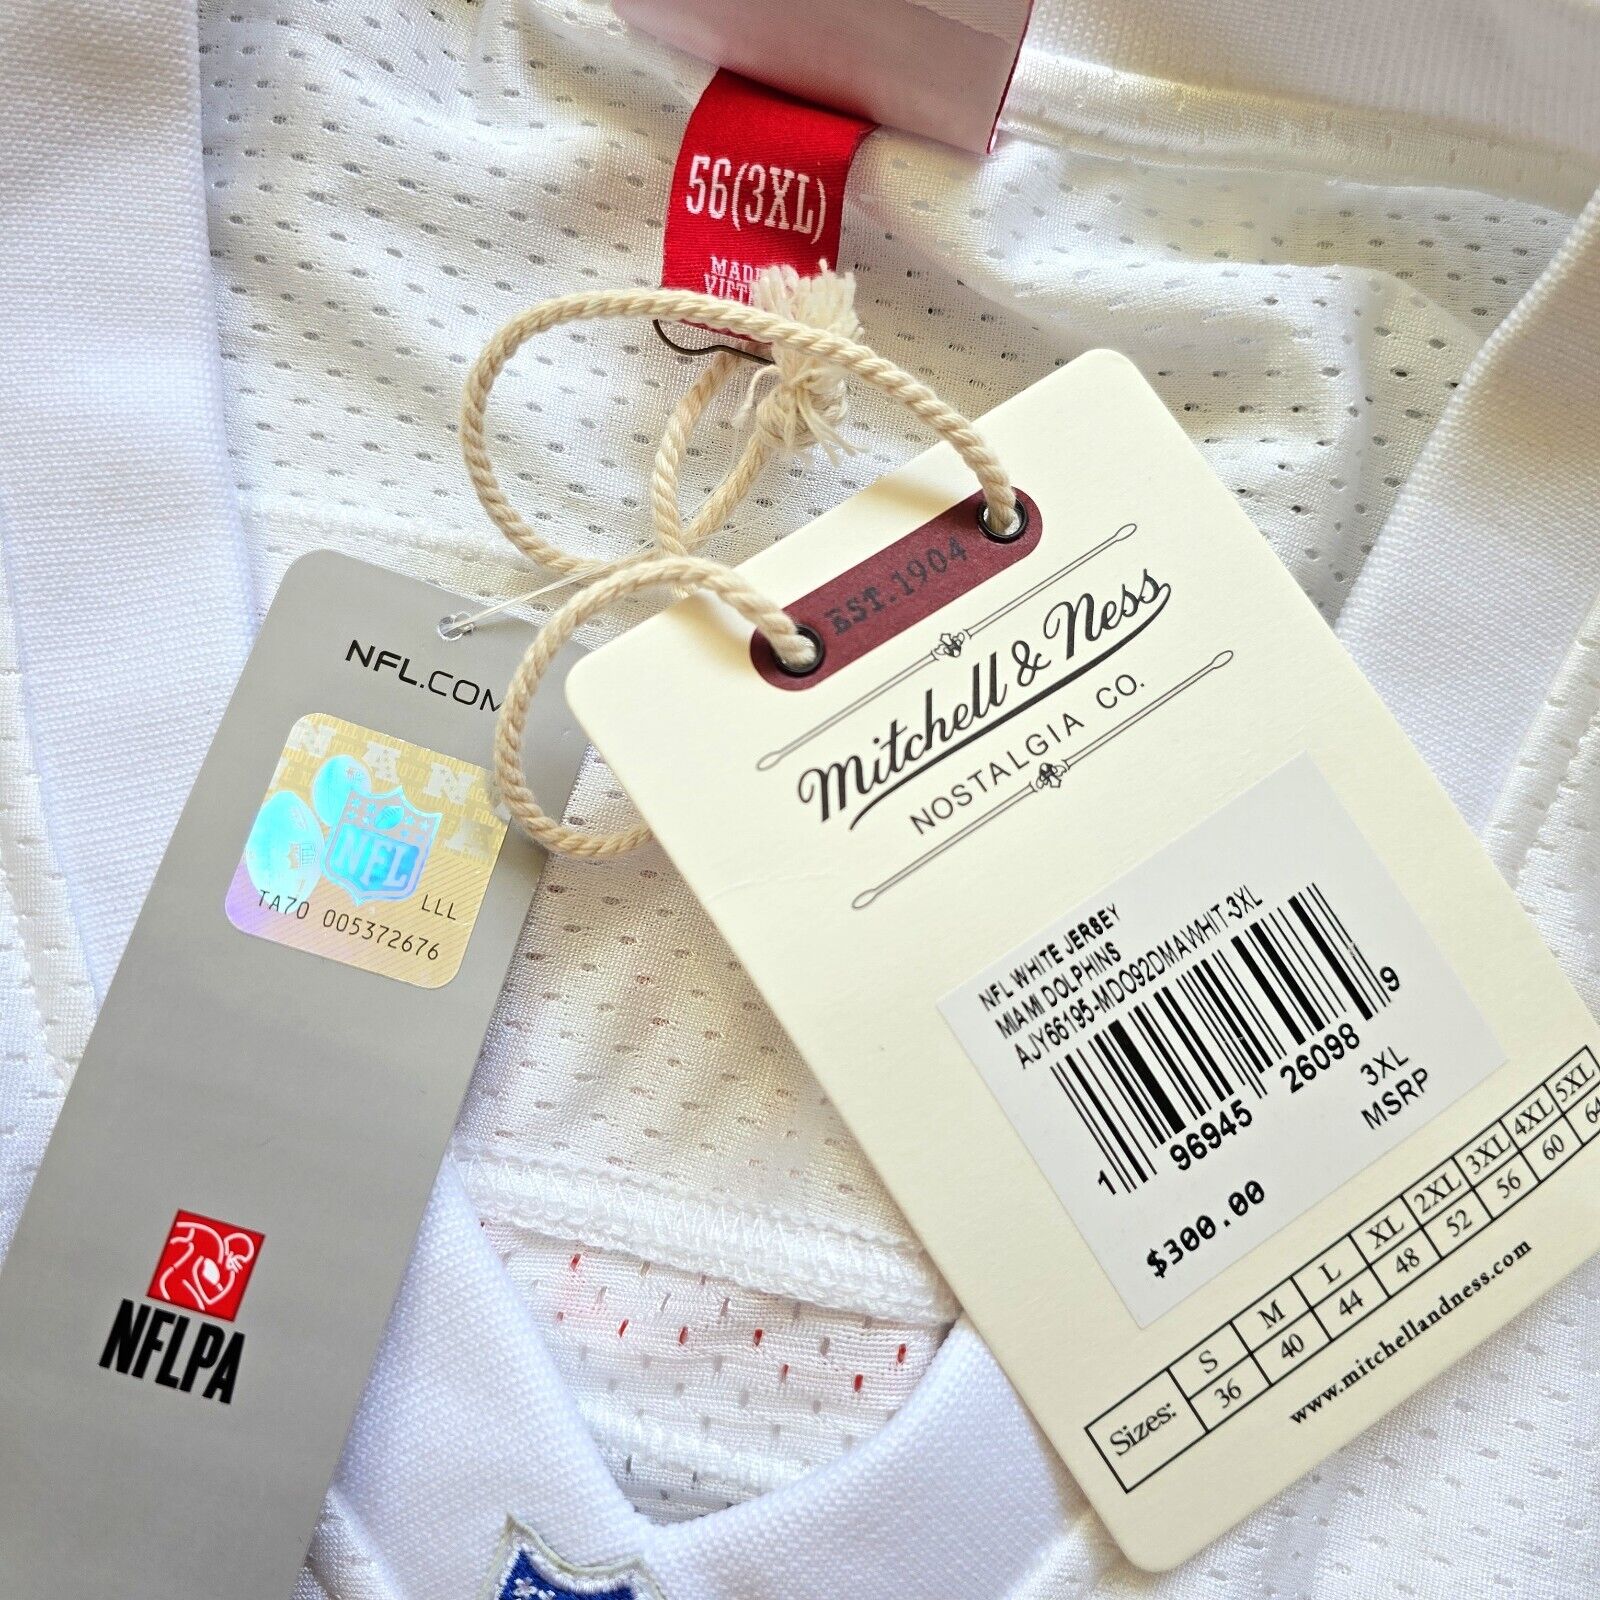 56(3XL)
MADE
VIET
NFL.COM
NFL
LLL
TA70 005372676
NFLPA
EST.1904
Mitchell & Ness
NOSTALGIA CO.
NFL WHITE JERSEY
MIAMI DOLPHINS
AJY66195-MDO92DMAWHIT-3XL
1 96945 26098 9
3XL
MSRP
$300.00
Sizes: S M L XL 2XL 3XL 4XL 5XL
36 40 44 48 52 56 60 64
www.mitchellandness.com